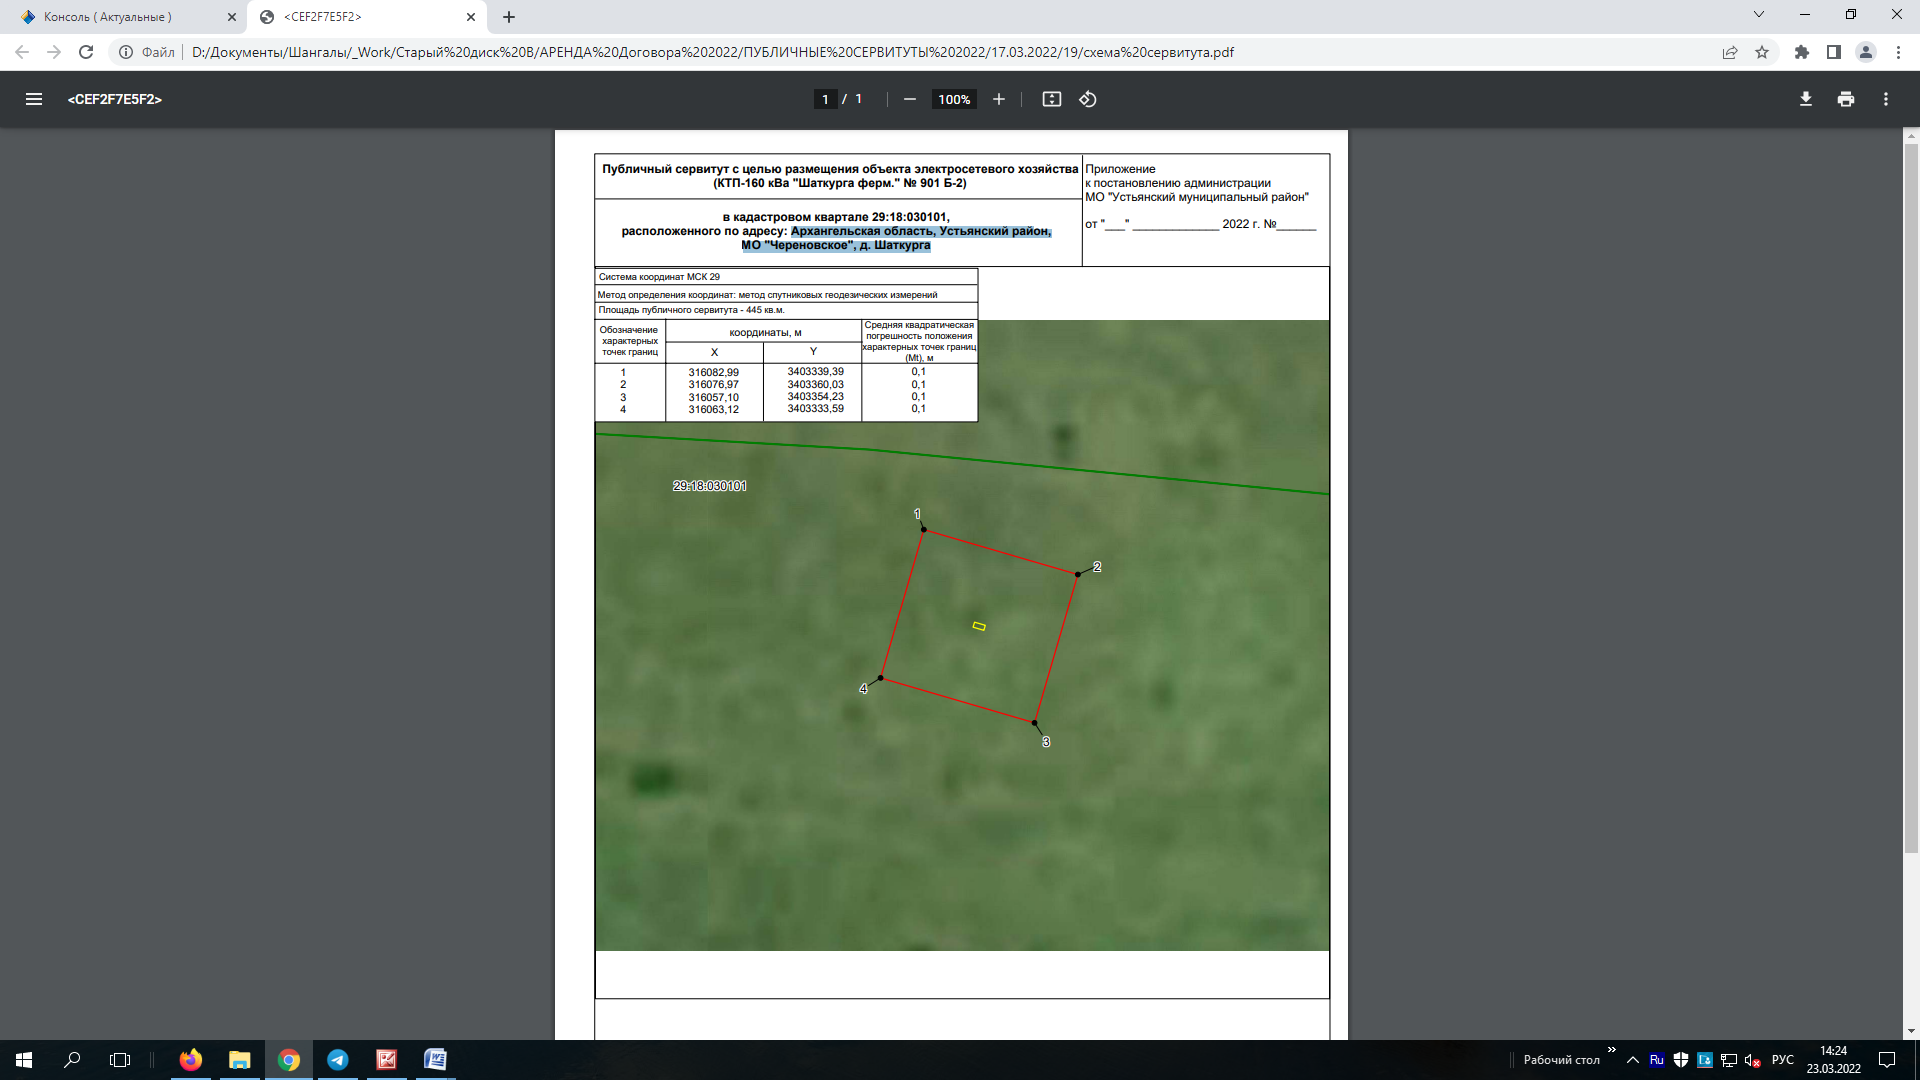 Консоль ( Актуальные )
<CEF2F7E5F2>
Файл
D:/Документы/Шангалы/_Work/Старый%20диск%20В/АРЕНДА%20Договора%202022/ПУБЛИЧНЫЕ%20СЕРВИТУТЫ%202022/17.03.2022/19/схема%20сервитута.pdf
<CEF2F7E5F2>
1 / 1
100%
Публичный сервитут с целью размещения объекта электросетевого хозяйства
(КТП-160 кВа "Шаткурга ферм." № 901 Б-2)
в кадастровом квартале 29:18:030101,
расположенного по адресу: Архангельская область, Устьянский район,
МО "Череновское", д. Шаткурга
Приложение
к постановлению администрации
МО "Устьянский муниципальный район"
от "___" _____________ 2022 г. №______
Система координат МСК 29
Метод определения координат: метод спутниковых геодезических измерений
Площадь публичного сервитута - 445 кв.м.
Обозначение
характерных
точек границ
координаты, м
X
Y
Средняя квадратическая
погрешность положения
характерных точек границ
(Mt), м
1 316082,99 3403339,39 0,1
2 316076,97 3403360,03 0,1
3 316057,10 3403354,23 0,1
4 316063,12 3403333,59 0,1
29:18:030101
1
2
4
3
Рабочий стол
Ru
РУС
14:24
23.03.2022